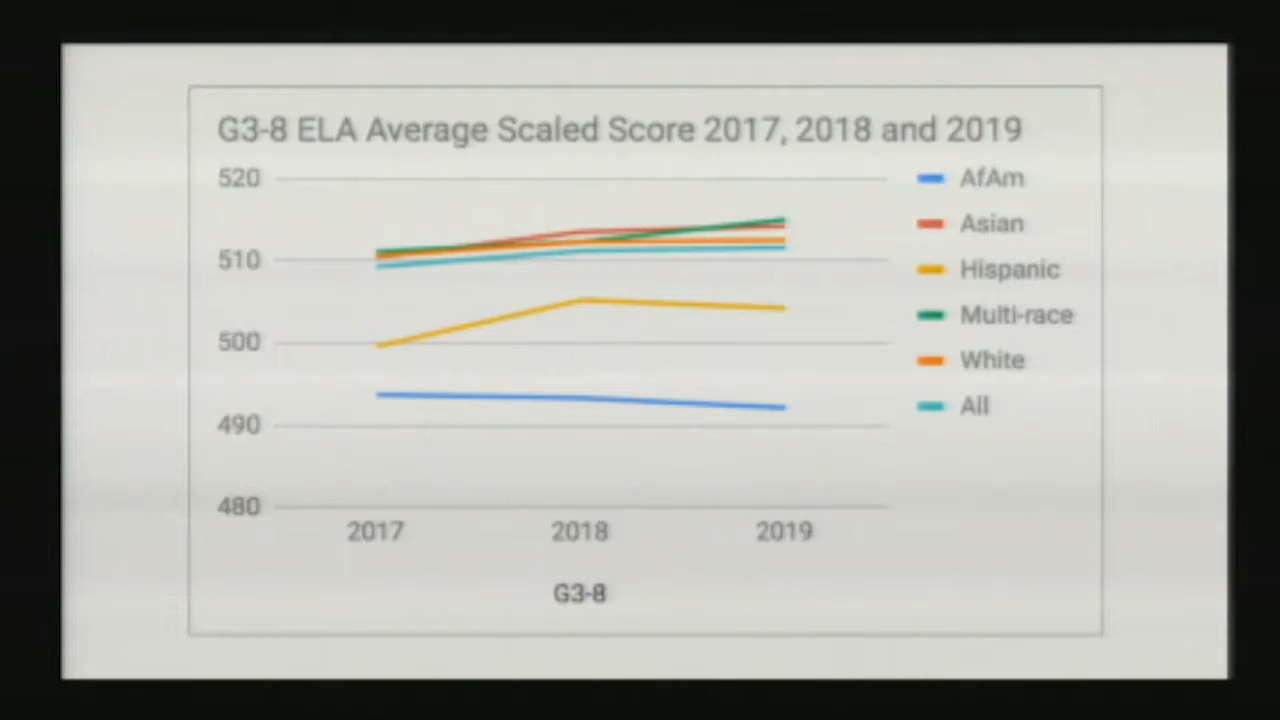 G3-8 ELA Average Scaled Score 2017, 2018 and 2019
520
510
500
490
480
2017 2018 2019
G3-8
AfAm
Asian
Hispanic
Multi-race
White
All